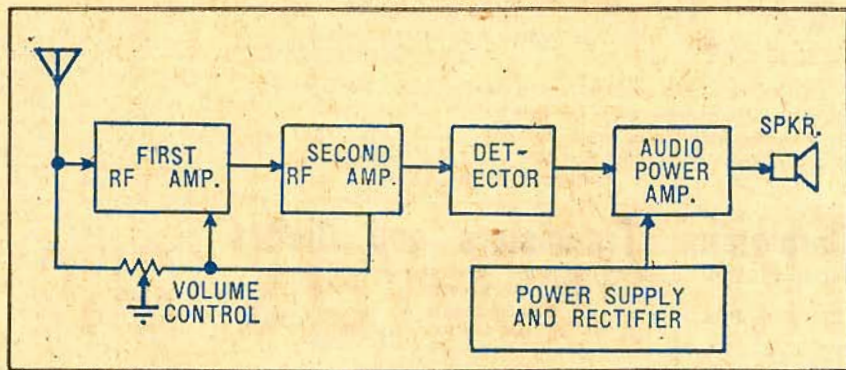 FIRST
RF AMP.
SECOND
RF AMP.
DET-
ECTOR
AUDIO
POWER
AMP.
SPKR.
VOLUME
CONTROL
POWER SUPPLY
AND RECTIFIER